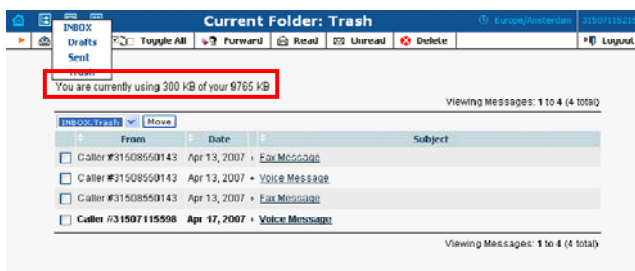 Current Folder: Trash
Europe/Amsterdam
INBOX
Drafts
Sent
Trash
Toggle All
Forward
Read
Unread
Delete
Logout
You are currently using 300 KB of your 9765 KB
Viewing Messages: 1 to 4 (4 total)
INBOX.Trash Move
From Date Subject
Caller #31508550143 Apr 13, 2007 + Fax Message
Caller #31508550143 Apr 13, 2007 + Voice Message
Caller #31508550143 Apr 13, 2007 + Fax Message
Caller #31507115598 Apr 17, 2007 + Voice Message
Viewing Messages: 1 to 4 (4 total)